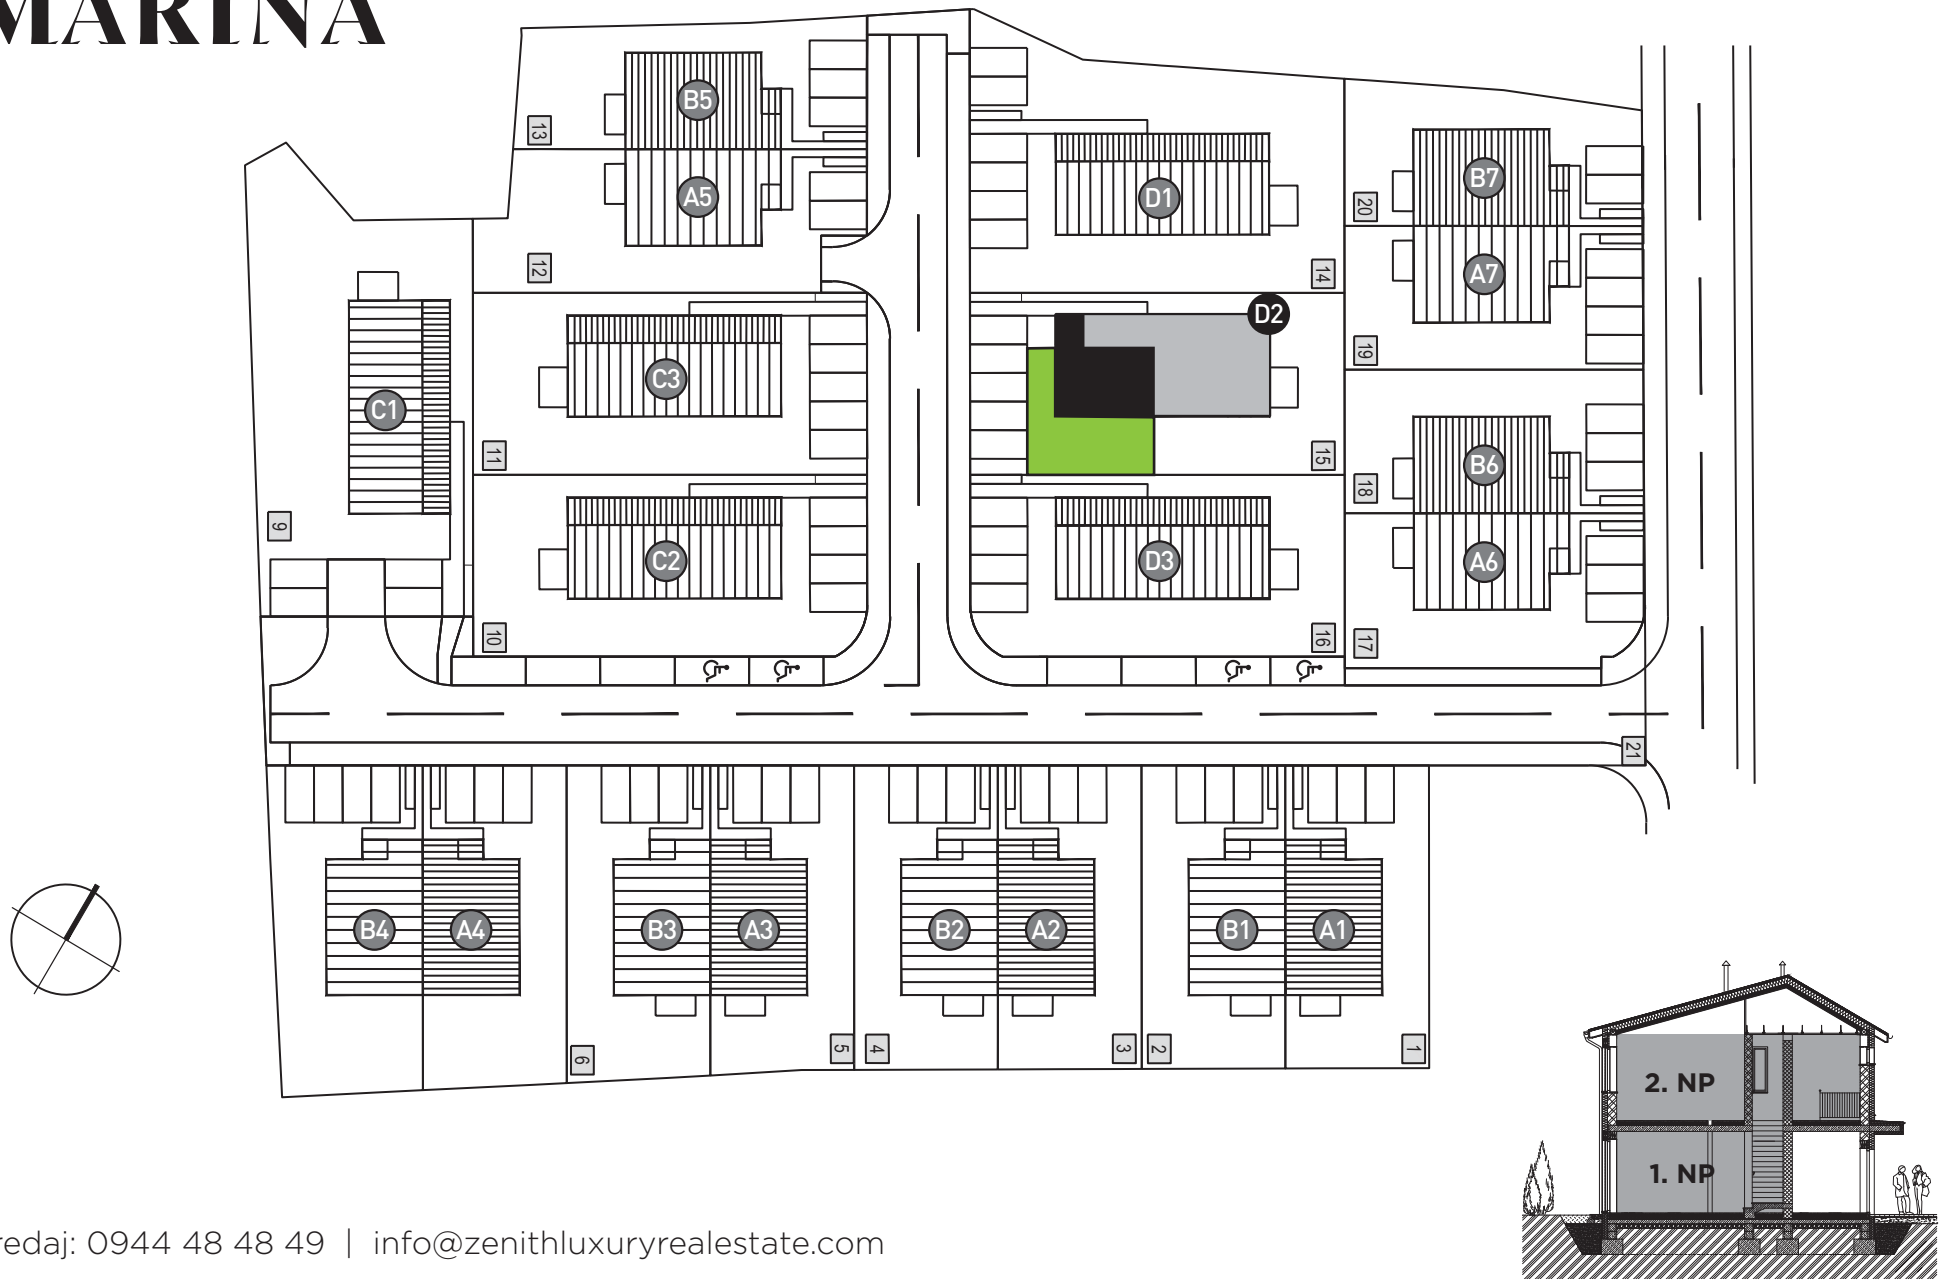 MARINA
B5
13
A5
12
D1
14
B7
20
A7
19
D2
C3
11
C1
15
B6
18
9
C2
10
D3
16
A6
17
21
B4
A4
B3
A3
B2
A2
B1
A1
6
5
4
3
2
1
2. NP
1. NP
redaj: 0944 48 48 49 | info@zenithluxuryrealestate.com